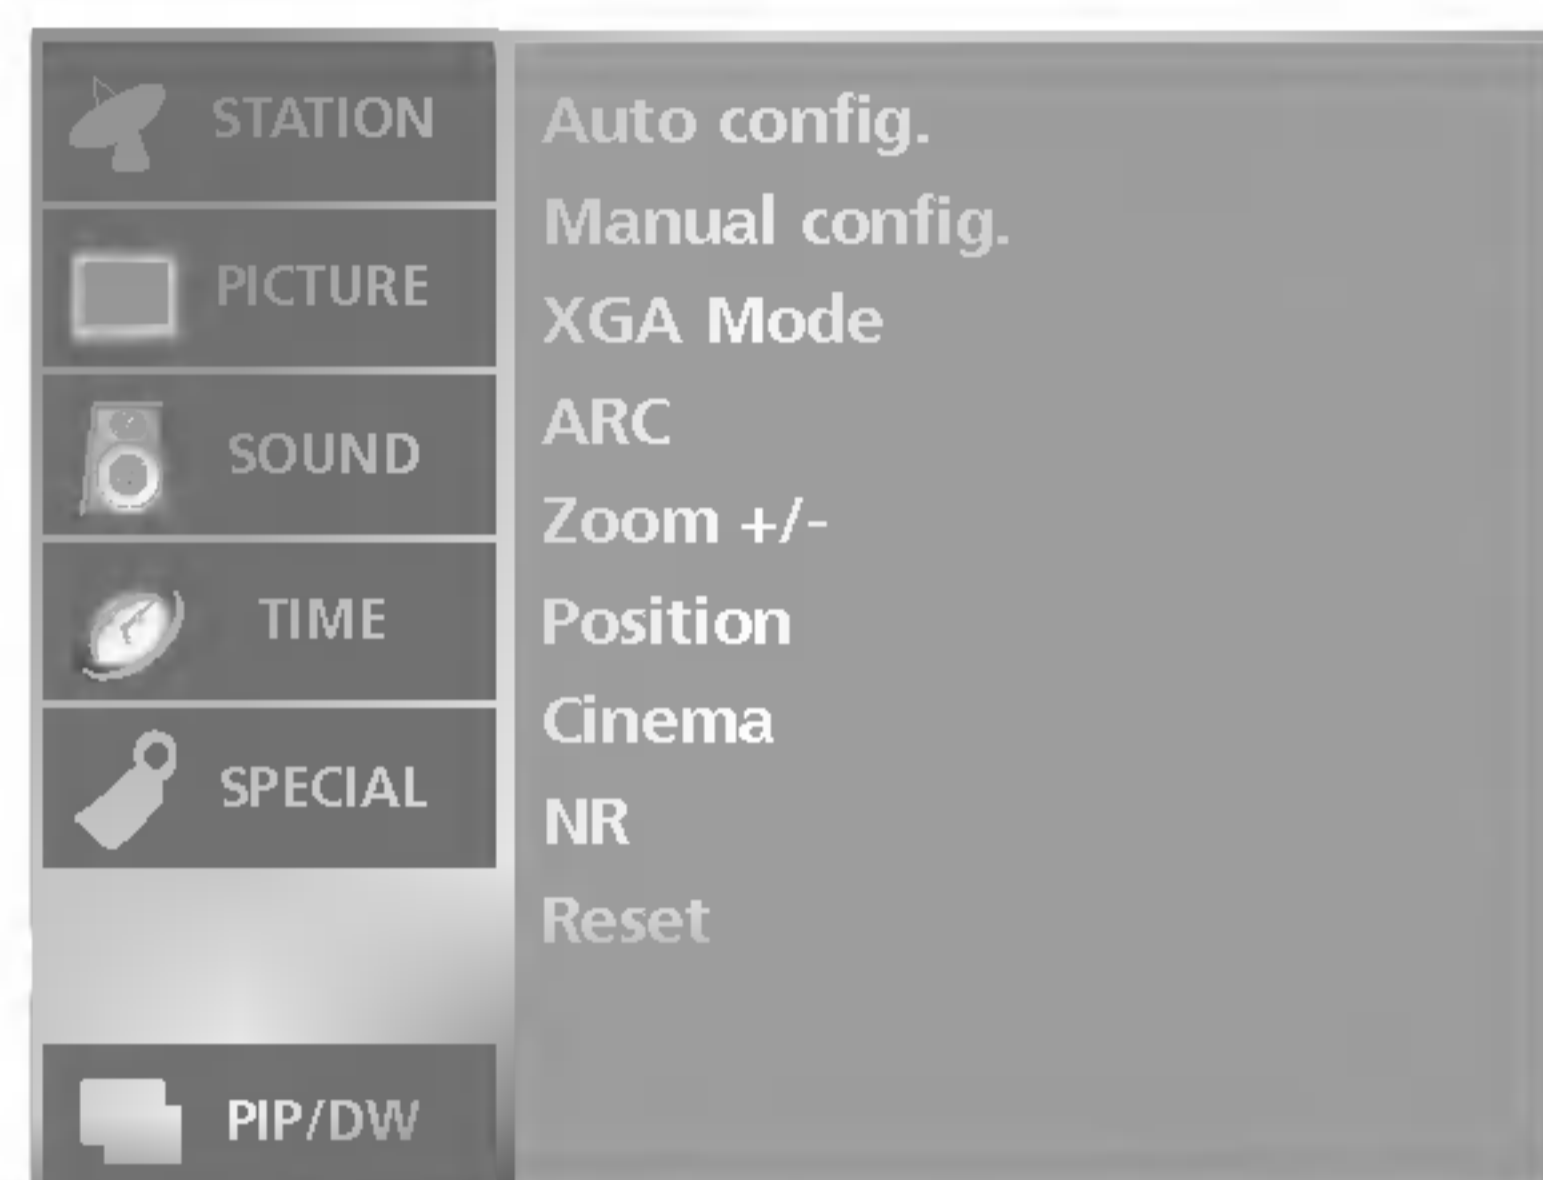 STATION
PICTURE
SOUND
TIME
SPECIAL
PIP/DW
Auto config.
Manual config.
XGA Mode
ARC
Zoom +/-
Position
Cinema
NR
Reset